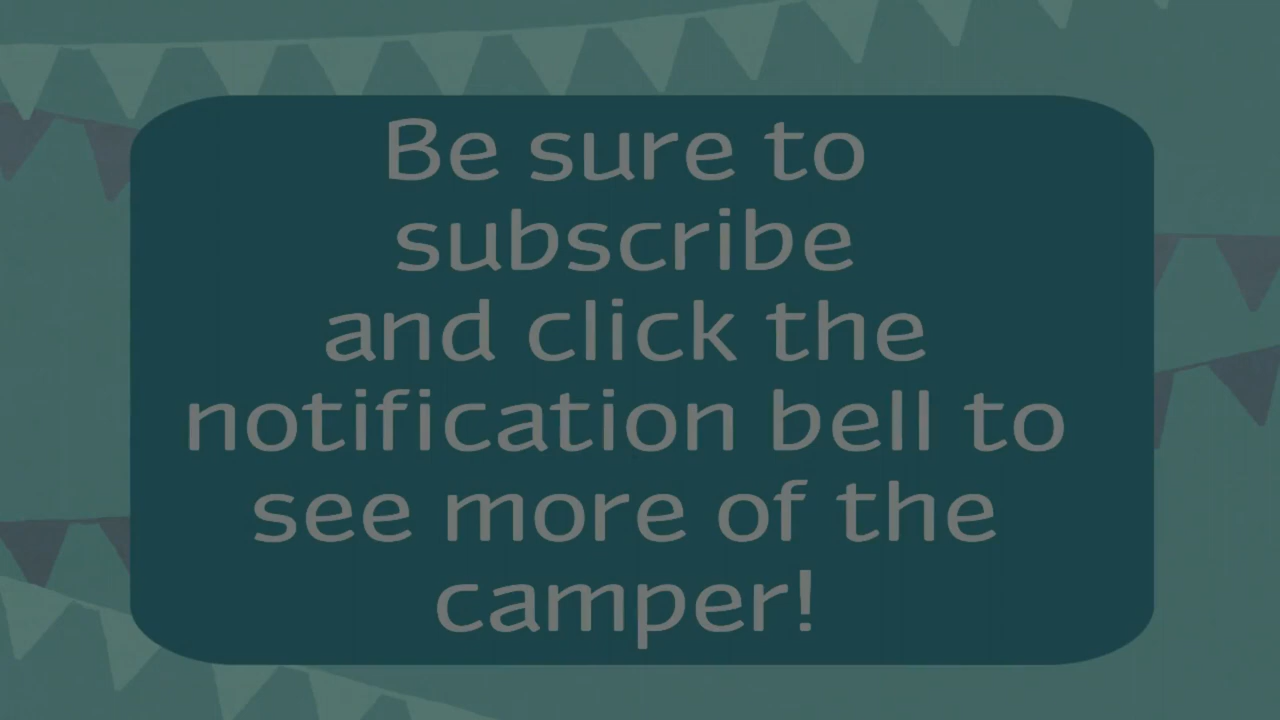 Be sure to
subscribe
and click the
notification bell to
see more of the
camper!